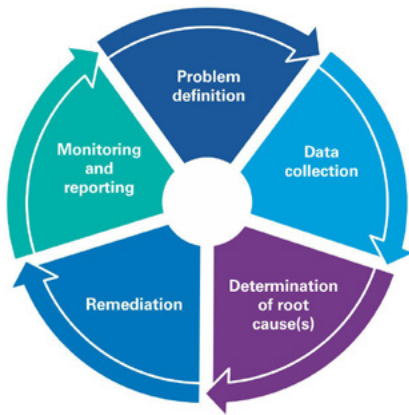 Problem
definition
Data
collection
Determination
of root
cause(s)
Remediation
Monitoring
and
reporting